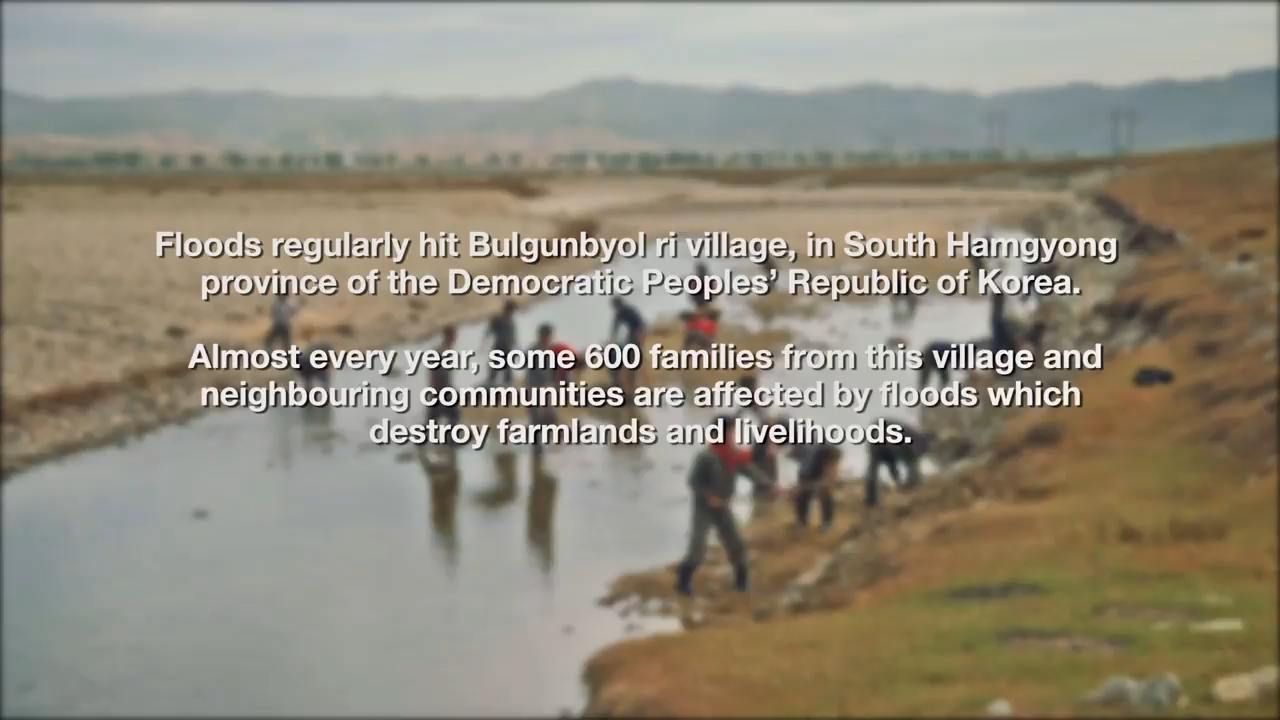 Floods regularly hit Bulgunbyol ri village, in South Hamgyong
province of the Democratic Peoples’ Republic of Korea.
Almost every year, some 600 families from this village and
neighbouring communities are affected by floods which
destroy farmlands and livelihoods.